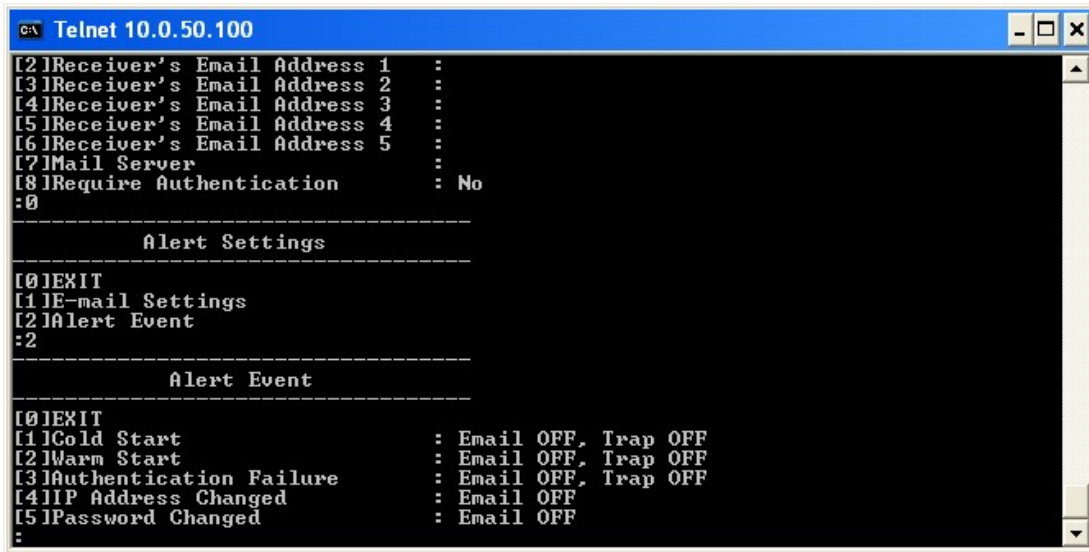 Telnet 10.0.50.100
[2]Receiver's Email Address 1 :
[3]Receiver's Email Address 2 :
[4]Receiver's Email Address 3 :
[5]Receiver's Email Address 4 :
[6]Receiver's Email Address 5 :
[7]Mail Server :
[8]Require Authentication : No
:0
------------------------------------
Alert Settings
------------------------------------
[0]EXIT
[1]E-mail Settings
[2]Alert Event
:2
------------------------------------
Alert Event
------------------------------------
[0]EXIT
[1]Cold Start : Email OFF, Trap OFF
[2]Warm Start : Email OFF, Trap OFF
[3]Authentication Failure : Email OFF, Trap OFF
[4]IP Address Changed : Email OFF
[5]Password Changed : Email OFF
: